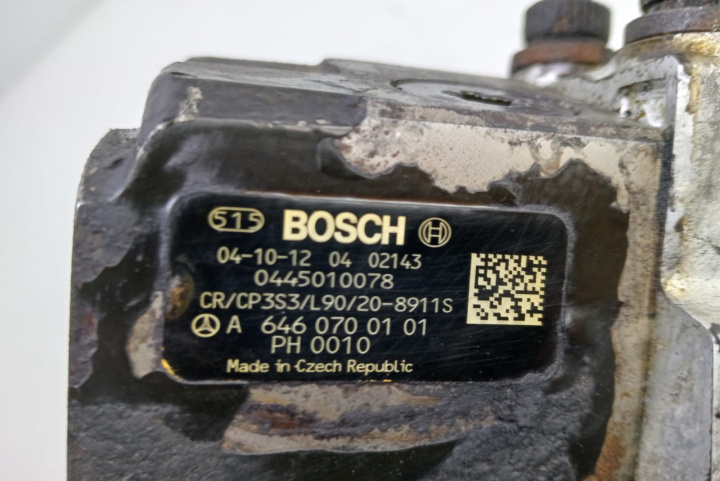 515 BOSCH
04-10-12 04 02143
0445010078
CR/CP3S3/L90/20-8911S
A 646 070 01 01
PH 0010
Made in Czech Republic